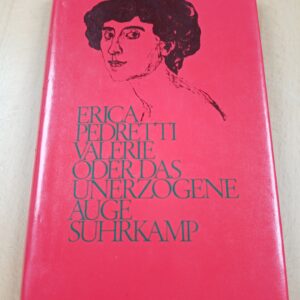 ERICA
PEDRETTI
VALERIE
ODER DAS
UNERZOGENE
AUGE
SUHRKAMP